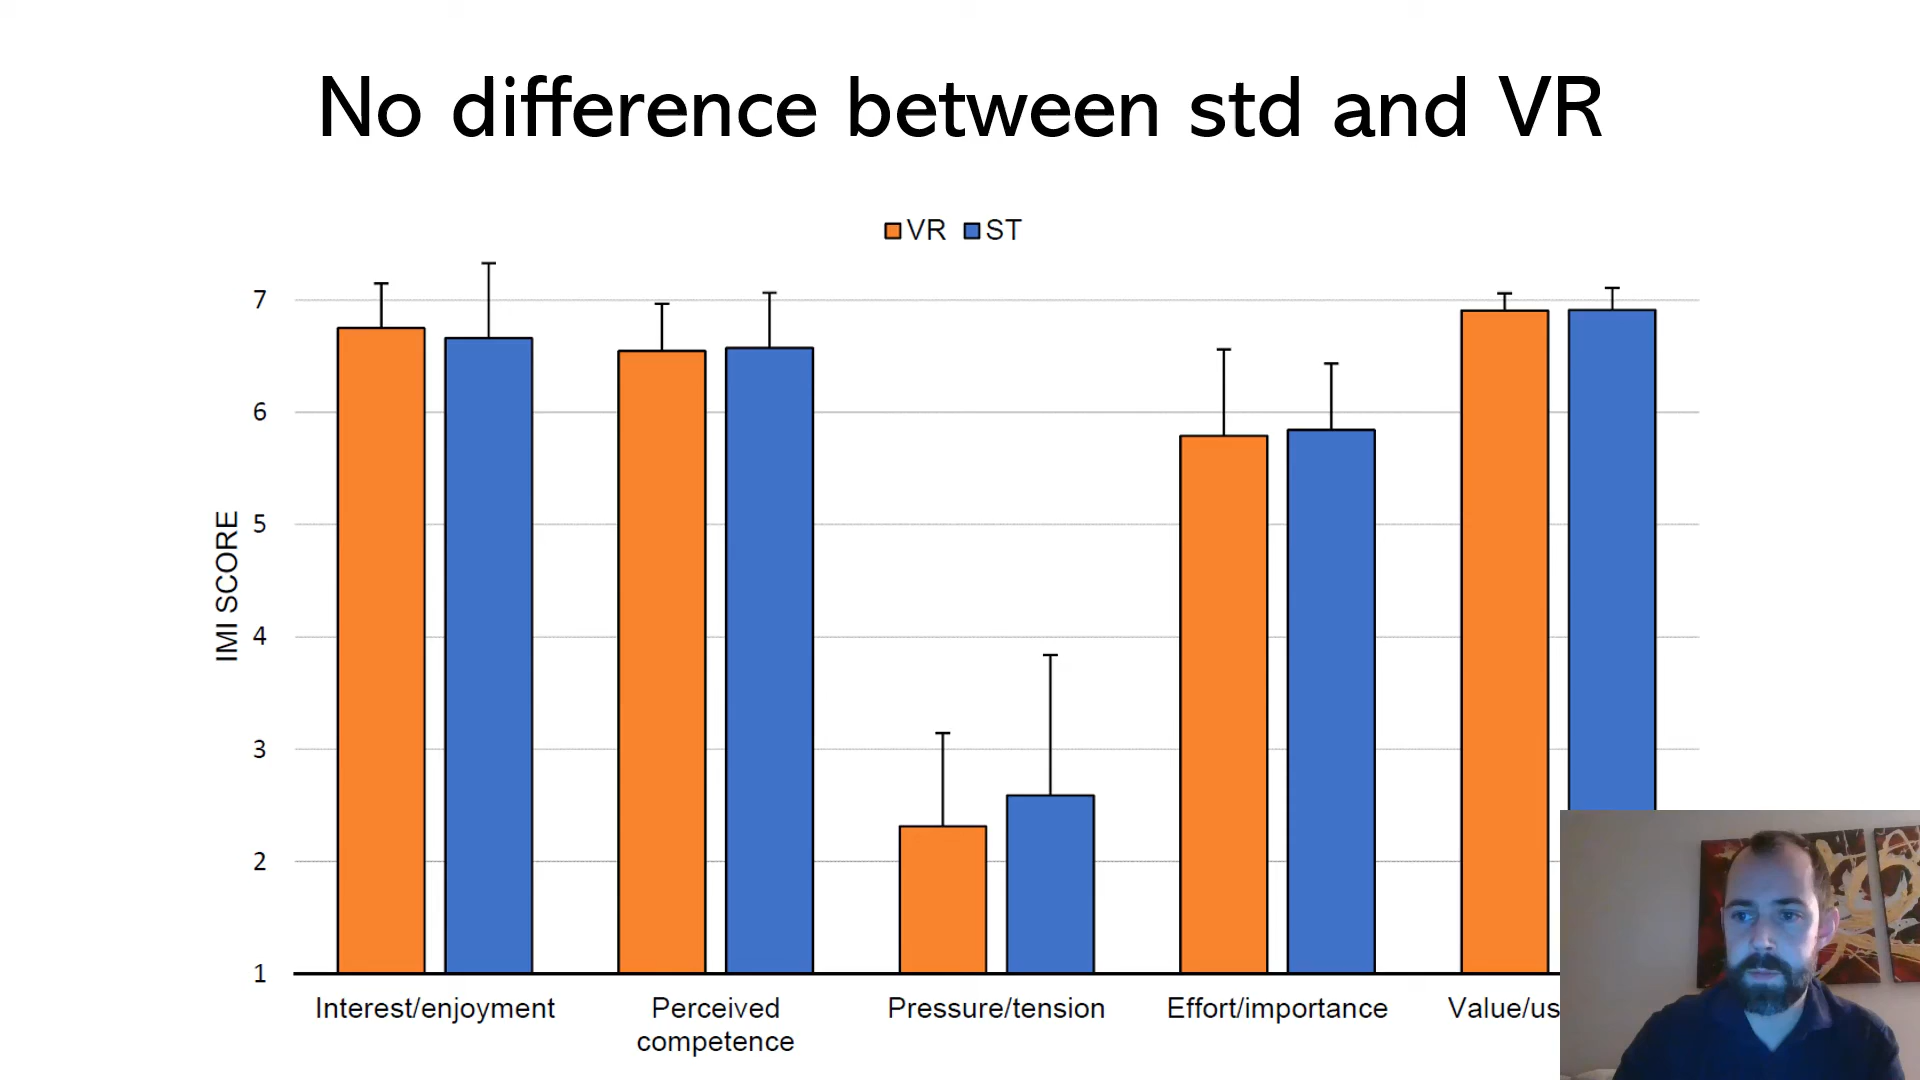 No difference between std and VR
VR ST
7
6
5
4
3
2
1
IMI SCORE
Interest/enjoyment
Perceived
competence
Pressure/tension
Effort/importance